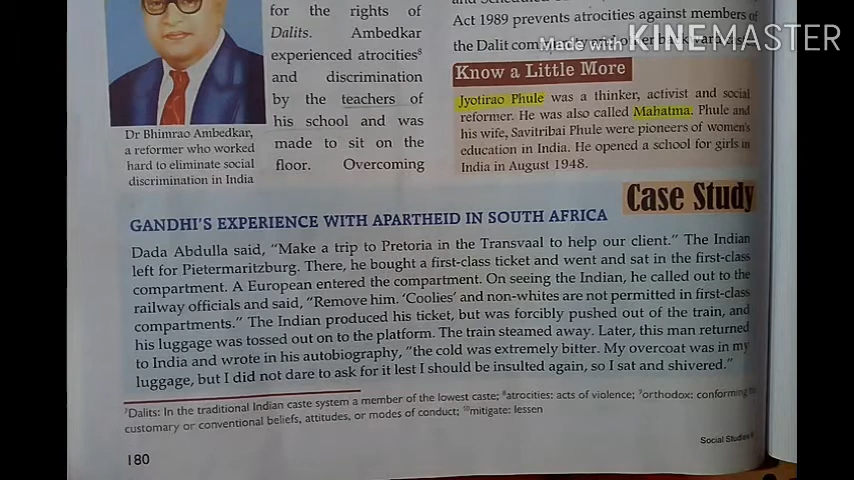 for the rights of
Dalits. Ambedkar
experienced atrocities⁸
and discrimination
by the teachers of
his school and was
made to sit on the
floor. Overcoming
Dr Bhimrao Ambedkar,
a reformer who worked
hard to eliminate social
discrimination in India
Act 1989 prevents atrocities against members of
the Dalit
Made with KINEMASTER
Know a Little More
Jyotirao Phule was a thinker, activist and social
reformer. He was also called Mahatma. Phule and
his wife, Savitribai Phule were pioneers of women's
education in India. He opened a school for girls in
India in August 1948.
Case Study
GANDHI'S EXPERIENCE WITH APARTHEID IN SOUTH AFRICA
Dada Abdulla said, "Make a trip to Pretoria in the Transvaal to help our client." The Indian
left for Pietermaritzburg. There, he bought a first-class ticket and went and sat in the first-class
compartment. A European entered the compartment. On seeing the Indian, he called out to the
railway officials and said, "Remove him. 'Coolies' and non-whites are not permitted in first-class
compartments." The Indian produced his ticket, but was forcibly pushed out of the train, and
his luggage was tossed out on to the platform. The train steamed away. Later, this man returned
to India and wrote in his autobiography, "the cold was extremely bitter. My overcoat was in my
luggage, but I did not dare to ask for it lest I should be insulted again, so I sat and shivered."
⁷Dalits: In the traditional Indian caste system a member of the lowest caste; ⁸atrocities: acts of violence; ⁹orthodox: conforming to
customary or conventional beliefs, attitudes, or modes of conduct; ¹⁰mitigate: lessen
Social Studies
180